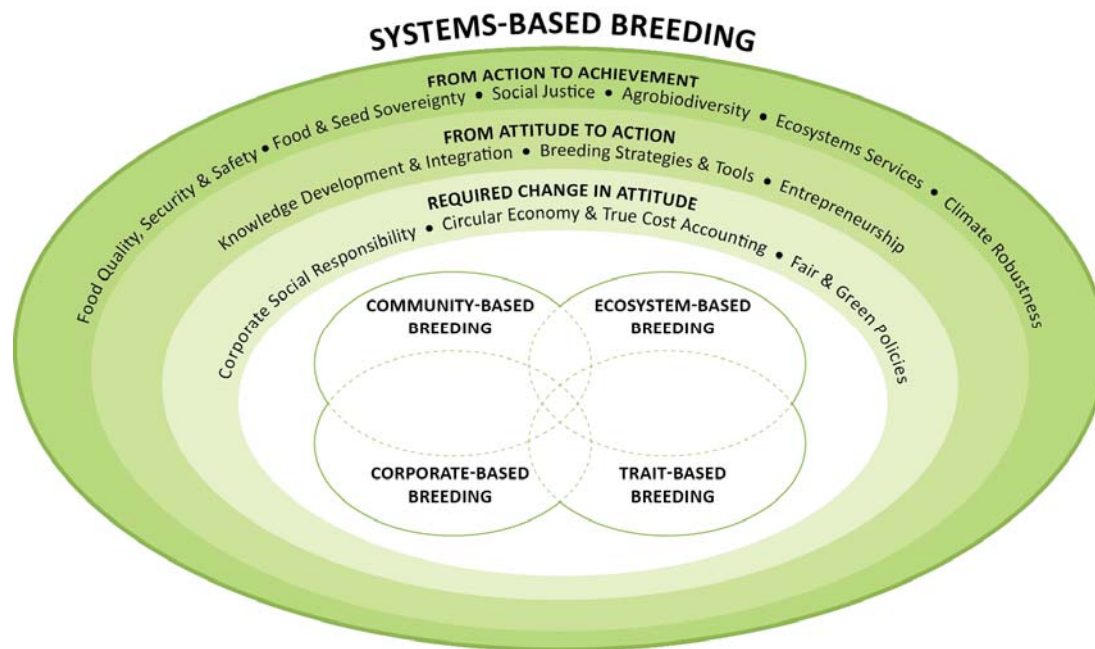 SYSTEMS-BASED BREEDING
FROM ACTION TO ACHIEVEMENT
Food Quality, Security & Safety • Food & Seed Sovereignty • Social Justice • Agrobiodiversity • Ecosystems Services • Climate Robustness
FROM ATTITUDE TO ACTION
Knowledge Development & Integration • Breeding Strategies & Tools • Entrepreneurship
REQUIRED CHANGE IN ATTITUDE
Corporate Social Responsibility • Circular Economy & True Cost Accounting • Fair & Green Policies
COMMUNITY-BASED
BREEDING
ECOSYSTEM-BASED
BREEDING
CORPORATE-BASED
BREEDING
TRAIT-BASED
BREEDING